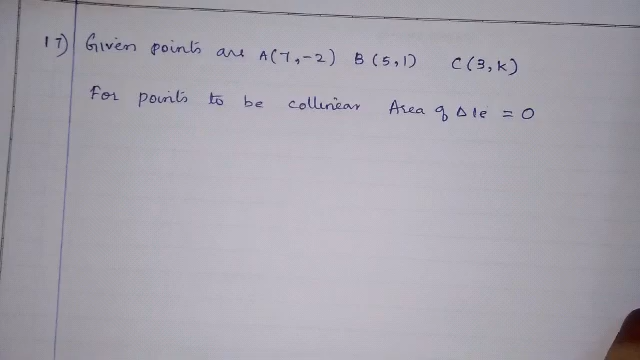 17) Given points are A(7,-2) B(5,1) C(3,K)
For points to be collinear Area of Δle = 0